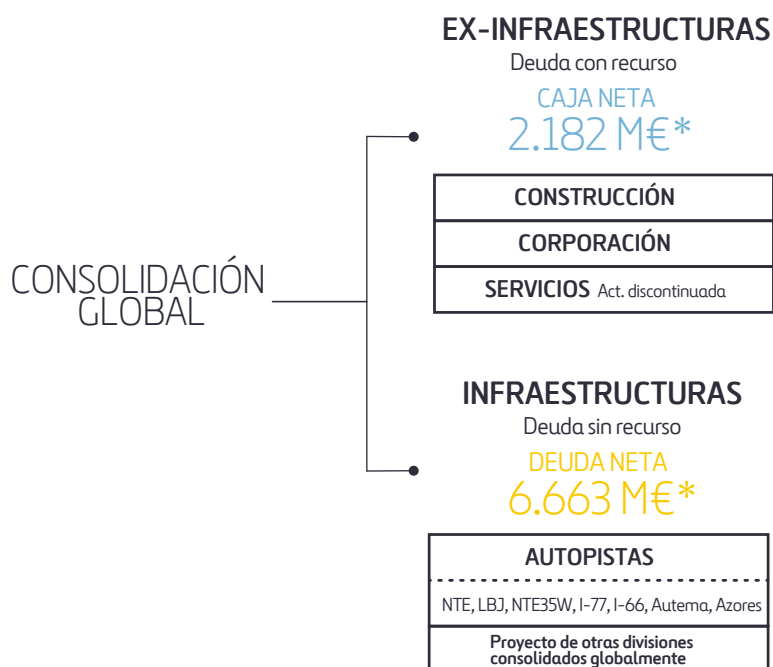 EX-INFRAESTRUCTURAS
Deuda con recurso
CAJA NETA
2.182 M€*
CONSTRUCCIÓN
CORPORACIÓN
SERVICIOS Act. discontinuada
CONSOLIDACIÓN
GLOBAL
INFRAESTRUCTURAS
Deuda sin recurso
DEUDA NETA
6.663 M€*
AUTOPISTAS
NTE, LBJ, NTE35W, I-77, I-66, Autema, Azores
Proyecto de otras divisiones
consolidados globalmente